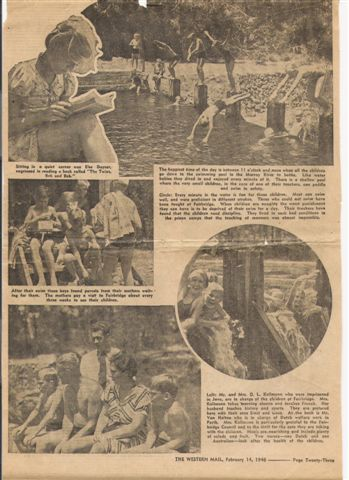 Sitting in a quiet corner was Else Duyser,
engrossed in reading a book called "The Twins,
Bob and Bub."
The happiest time of the day is between 11 o'clock and noon when all the children
go down to the swimming pool in the Murray River to bathe. Like water
babies they dived in and enjoyed every minute of it. There is a shallow pool
where the very small children, in the care of one of their teachers, can paddle
and swim in safety.
Circle: Every minute in the water is fun for these children. Most can swim
well, and were proficient in different strokes. Those who could not swim have
been taught at Fairbridge. When children are naughty the worst punishment
they can have is to be deprived of their swim for a day. Their teachers have
found that the children need discipline. They lived in such bad conditions in
the prison camps that the teaching of manners was almost impossible.
After their swim these boys found parcels from their mothers wait-
ing for them. The mothers pay a visit to Fairbridge about every
three weeks to see their children.
Left: Mr. and Mrs. D. L. Kollmann who were imprisoned
in Java, are in charge of the children at Fairbridge. Mrs.
Kollmann takes nursing classes and teaches French. Her
husband teaches history and sports. They are pictured
here with their sons Ernst and Geon. At the back is Mr.
Van Holten who is in charge of Dutch welfare work in
Perth. Mrs. Kollmann is particularly grateful to the Fair-
bridge Council and to the staff for the care they are taking
with the children. Meals are nourishing and include plenty
of salads and fruit. Two nurses—one Dutch and one
Australian—look after the health of the children.
THE WESTERN MAIL, February 14, 1946 — Page Twenty-Three